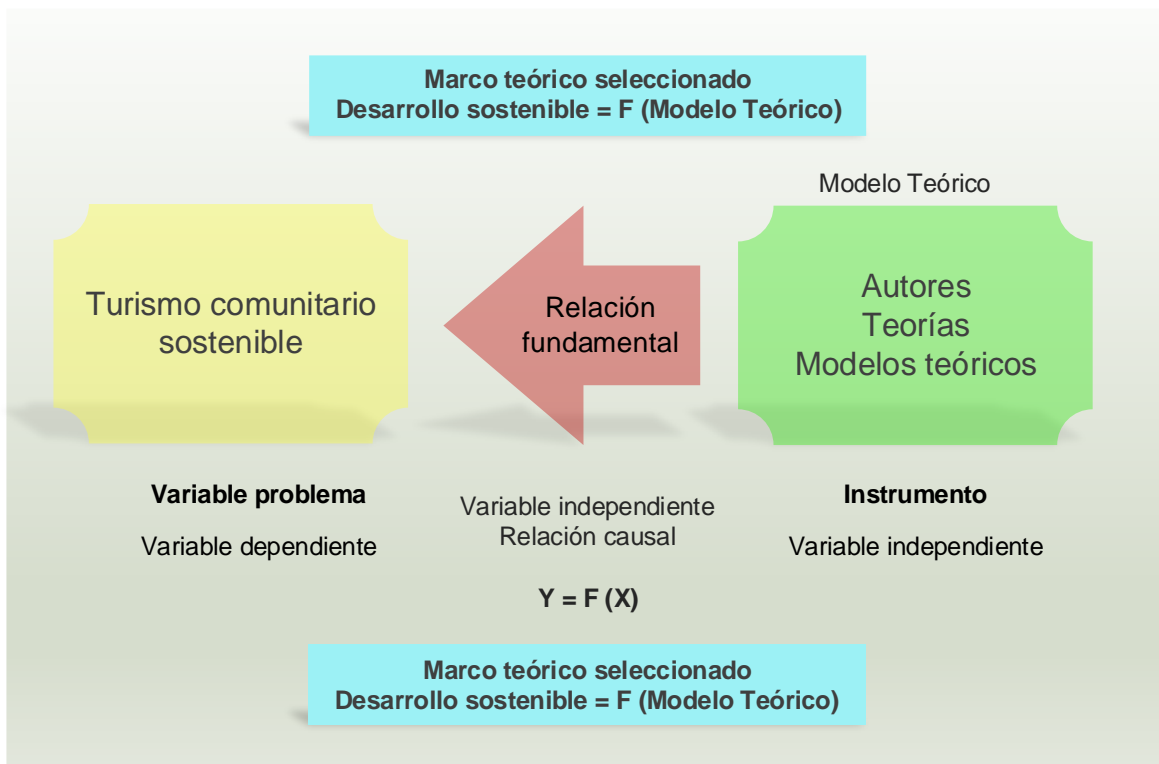 Marco teórico seleccionado
Desarrollo sostenible = F (Modelo Teórico)
Modelo Teórico
Turismo comunitario
sostenible
Relación
fundamental
Autores
Teorías
Modelos teóricos
Variable problema
Variable dependiente
Variable independiente
Relación causal
Instrumento
Variable independiente
Y = F (X)
Marco teórico seleccionado
Desarrollo sostenible = F (Modelo Teórico)